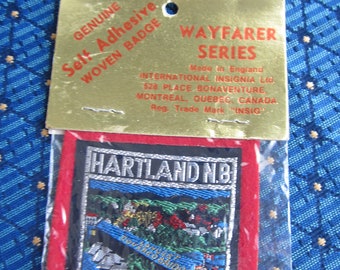 GENUINE
Self Adhesive
WOVEN BADGE
WAYFARER
SERIES
Made in England
INTERNATIONAL INSIGNIA Ltd
528 PLACE BONAVENTURE,
MONTREAL, QUEBEC, CANADA
Reg. Trade Mark "INSIG"
HARTLAND N.B